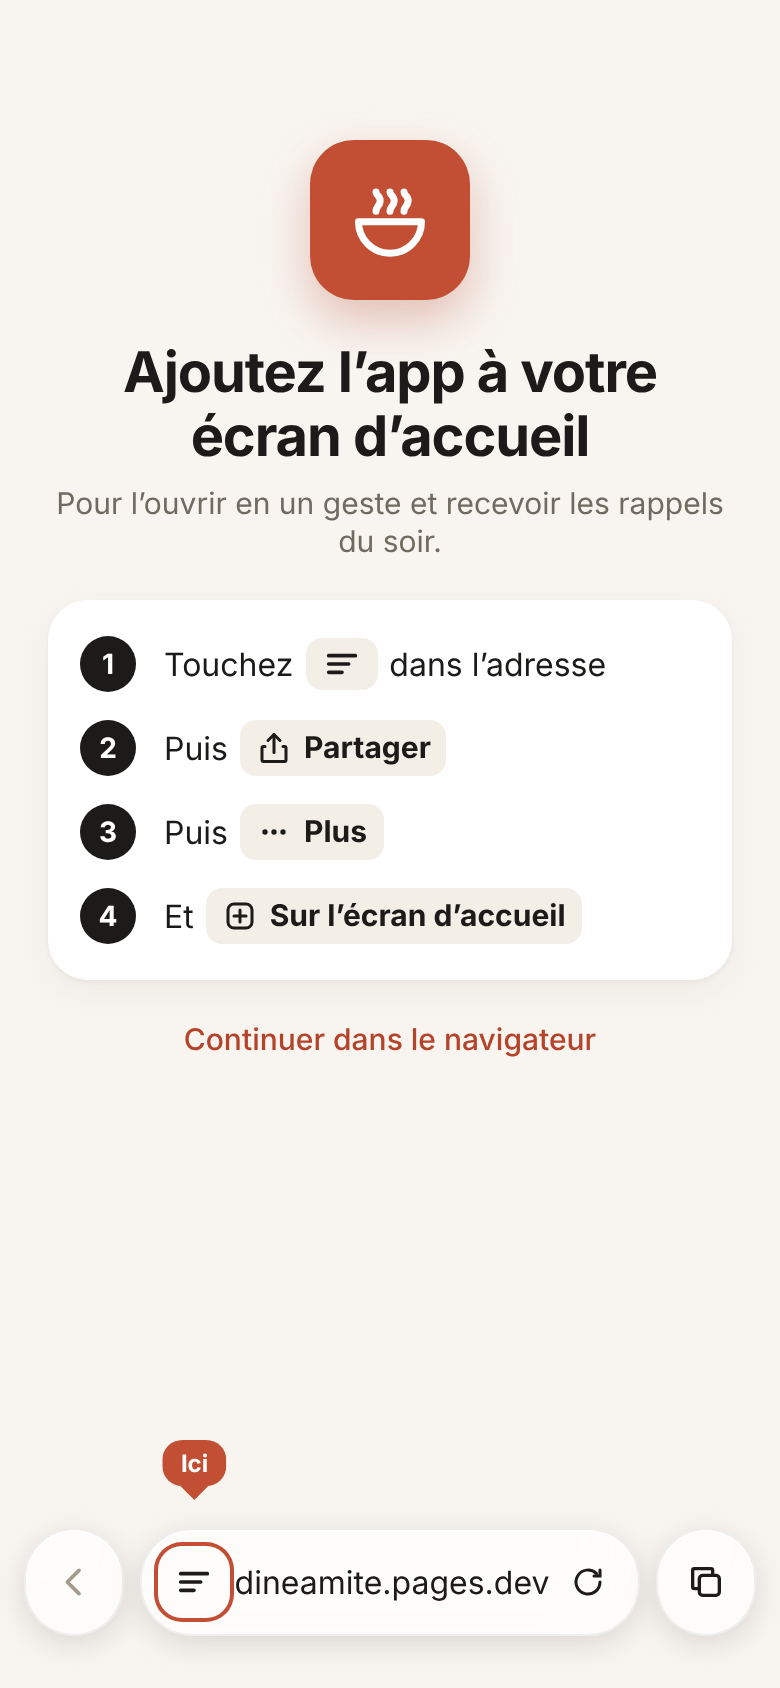 Ajoutez l’app à votre
écran d’accueil
Pour l’ouvrir en un geste et recevoir les rappels
du soir.
1 Touchez dans l’adresse
2 Puis Partager
3 Puis ··· Plus
4 Et Sur l’écran d’accueil
Continuer dans le navigateur
Ici
dineamite.pages.dev